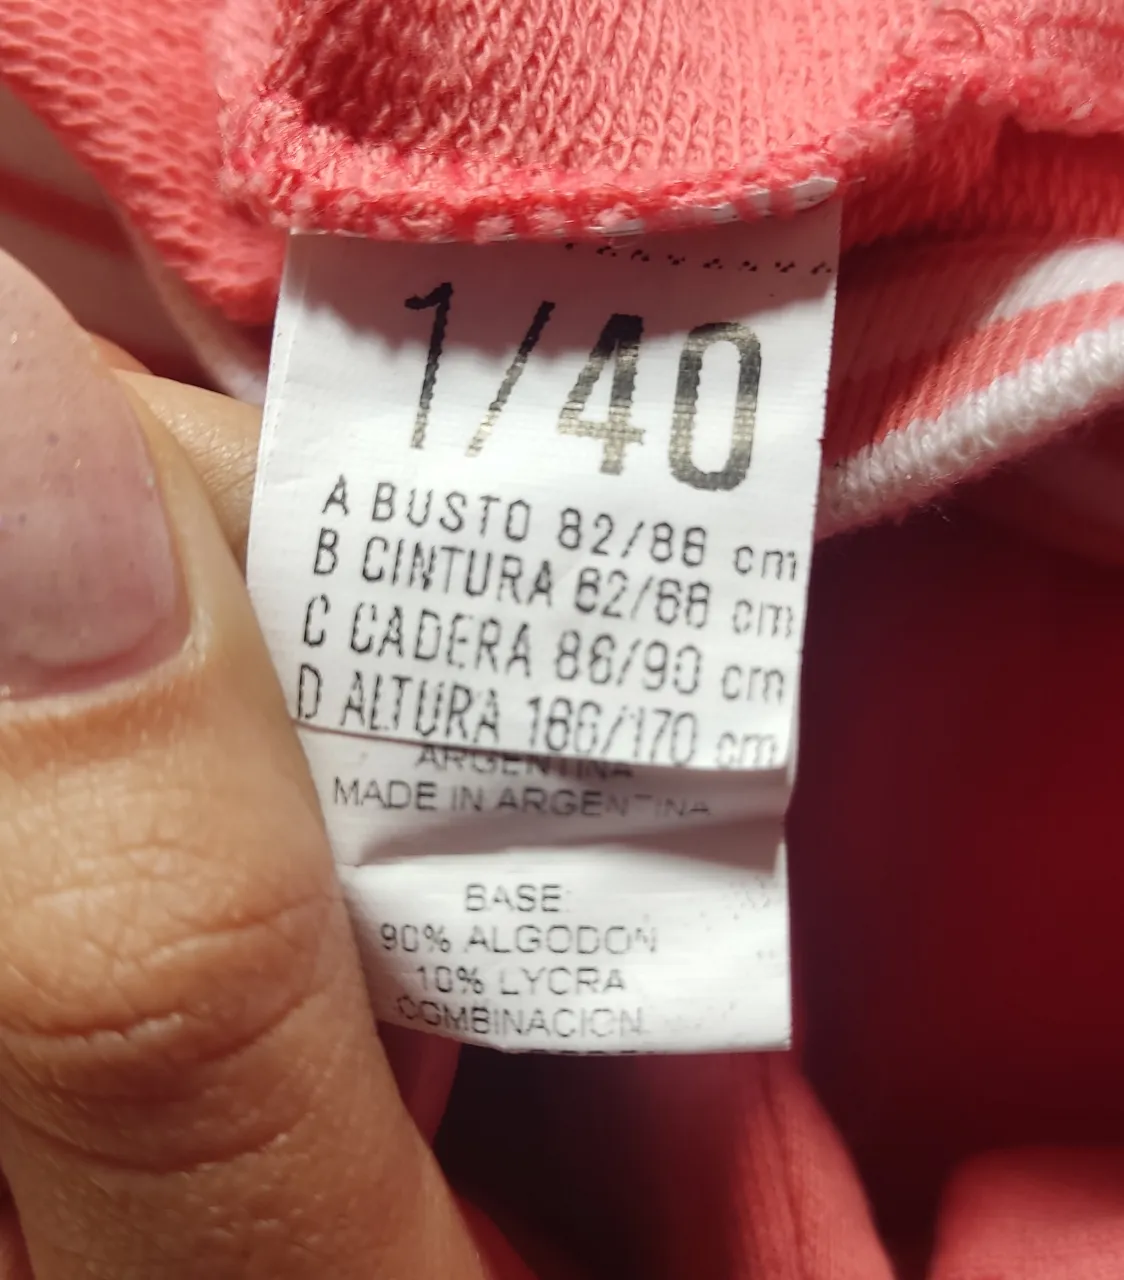 1/40
A BUSTO 82/86 cm
B CINTURA 62/68 cm
C CADERA 86/90 cm
D ALTURA 166/170 cm
ARGENTINA
MADE IN ARGENTINA
BASE:
90% ALGODON
10% LYCRA
COMBINACION